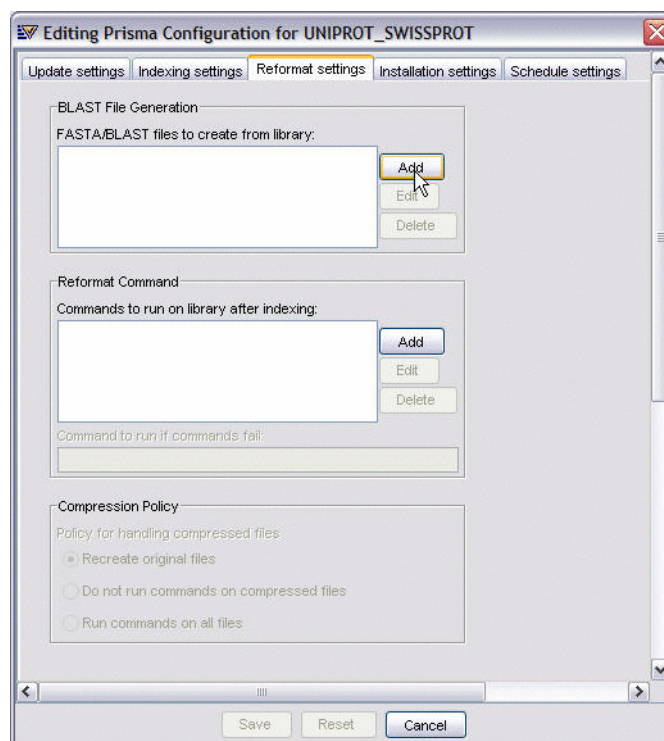 Editing Prisma Configuration for UNIPROT_SWISSPROT
Update settings Indexing settings Reformat settings Installation settings Schedule settings
BLAST File Generation
FASTA/BLAST files to create from library:
Add
Edit
Delete
Reformat Command
Commands to run on library after indexing:
Add
Edit
Delete
Command to run if commands fail:
Compression Policy
Policy for handling compressed files
Recreate original files
Do not run commands on compressed files
Run commands on all files
Save Reset Cancel